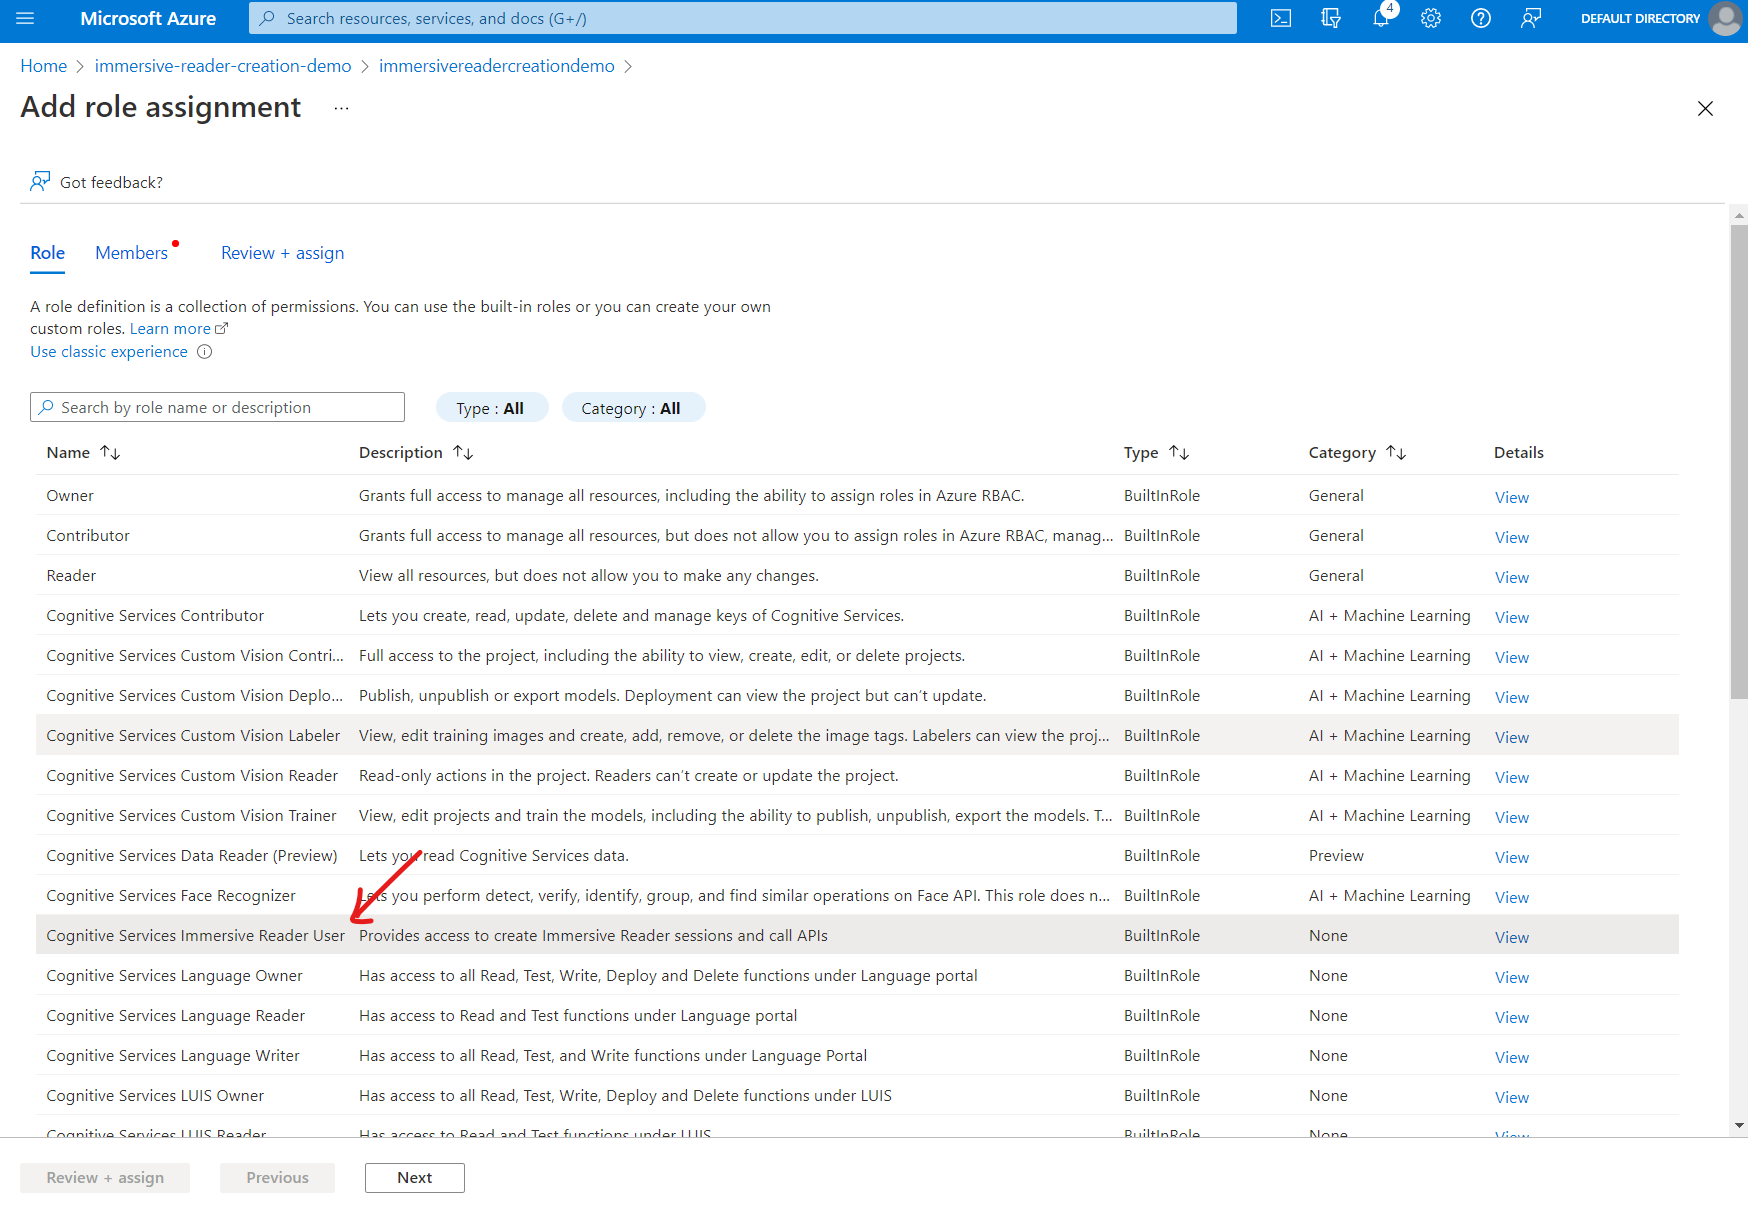 Microsoft Azure
Search resources, services, and docs (G+/)
4
DEFAULT DIRECTORY
Home > immersive-reader-creation-demo > immersivereadercreationdemo >
Add role assignment ...
Got feedback?
Role Members Review + assign
A role definition is a collection of permissions. You can use the built-in roles or you can create your own
custom roles. Learn more
Use classic experience
Search by role name or description
Type : All
Category : All
Name Description Type Category Details
Owner Grants full access to manage all resources, including the ability to assign roles in Azure RBAC. BuiltInRole General View
Contributor Grants full access to manage all resources, but does not allow you to assign roles in Azure RBAC, manag... BuiltInRole General View
Reader View all resources, but does not allow you to make any changes. BuiltInRole General View
Cognitive Services Contributor Lets you create, read, update, delete and manage keys of Cognitive Services. BuiltInRole AI + Machine Learning View
Cognitive Services Custom Vision Contri... Full access to the project, including the ability to view, create, edit, or delete projects. BuiltInRole AI + Machine Learning View
Cognitive Services Custom Vision Deplo... Publish, unpublish or export models. Deployment can view the project but can't update. BuiltInRole AI + Machine Learning View
Cognitive Services Custom Vision Labeler View, edit training images and create, add, remove, or delete the image tags. Labelers can view the proj... BuiltInRole AI + Machine Learning View
Cognitive Services Custom Vision Reader Read-only actions in the project. Readers can't create or update the project. BuiltInRole AI + Machine Learning View
Cognitive Services Custom Vision Trainer View, edit projects and train the models, including the ability to publish, unpublish, export the models. T... BuiltInRole AI + Machine Learning View
Cognitive Services Data Reader (Preview) Lets you read Cognitive Services data. BuiltInRole Preview View
Cognitive Services Face Recognizer Lets you perform detect, verify, identify, group, and find similar operations on Face API. This role does n... BuiltInRole AI + Machine Learning View
Cognitive Services Immersive Reader User Provides access to create Immersive Reader sessions and call APIs BuiltInRole None View
Cognitive Services Language Owner Has access to all Read, Test, Write, Deploy and Delete functions under Language portal BuiltInRole None View
Cognitive Services Language Reader Has access to Read and Test functions under Language portal BuiltInRole None View
Cognitive Services Language Writer Has access to all Read, Test, and Write functions under Language Portal BuiltInRole None View
Cognitive Services LUIS Owner Has access to all Read, Test, Write, Deploy and Delete functions under LUIS BuiltInRole None View
Cognitive Services LUIS Reader Has access to Read and Test functions under LUIS BuiltInRole None View
Review + assign Previous Next